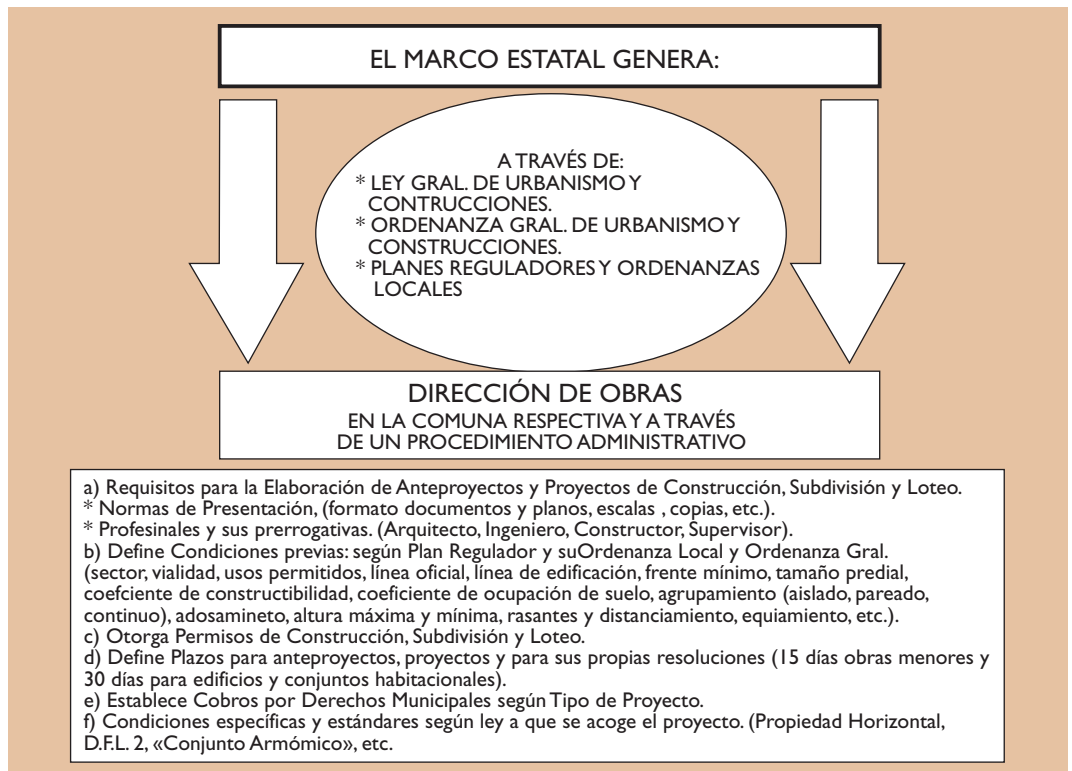 EL MARCO ESTATAL GENERA:
A TRAVÉS DE:
* LEY GRAL. DE URBANISMO Y
CONTRUCCIONES.
* ORDENANZA GRAL. DE URBANISMO Y
CONSTRUCCIONES.
* PLANES REGULADORES Y ORDENANZAS
LOCALES
DIRECCIÓN DE OBRAS
EN LA COMUNA RESPECTIVA Y A TRAVÉS
DE UN PROCEDIMIENTO ADMINISTRATIVO
a) Requisitos para la Elaboración de Anteproyectos y Proyectos de Construcción, Subdivisión y Loteo.
* Normas de Presentación, (formato documentos y planos, escalas , copias, etc.).
* Profesinales y sus prerrogativas. (Arquitecto, Ingeniero, Constructor, Supervisor).
b) Define Condiciones previas: según Plan Regulador y suOrdenanza Local y Ordenanza Gral.
(sector, vialidad, usos permitidos, línea oficial, línea de edificación, frente mínimo, tamaño predial,
coefciente de constructibilidad, coeficiente de ocupación de suelo, agrupamiento (aislado, pareado,
continuo), adosamineto, altura máxima y mínima, rasantes y distanciamiento, equiamiento, etc.).
c) Otorga Permisos de Construcción, Subdivisión y Loteo.
d) Define Plazos para anteproyectos, proyectos y para sus propias resoluciones (15 días obras menores y
30 días para edificios y conjuntos habitacionales).
e) Establece Cobros por Derechos Municipales según Tipo de Proyecto.
f) Condiciones específicas y estándares según ley a que se acoge el proyecto. (Propiedad Horizontal,
D.F.L. 2, «Conjunto Armómico», etc.